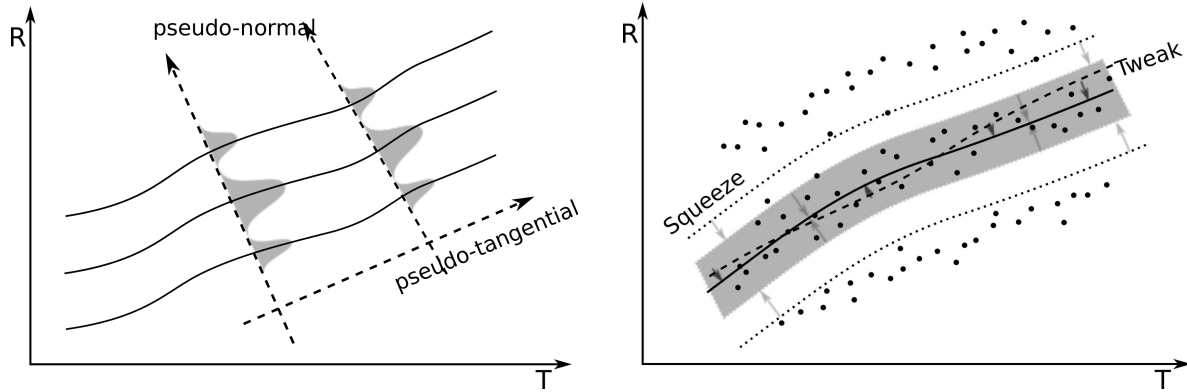 R
pseudo-normal
pseudo-tangential
T
R
Tweak
Squeeze
T